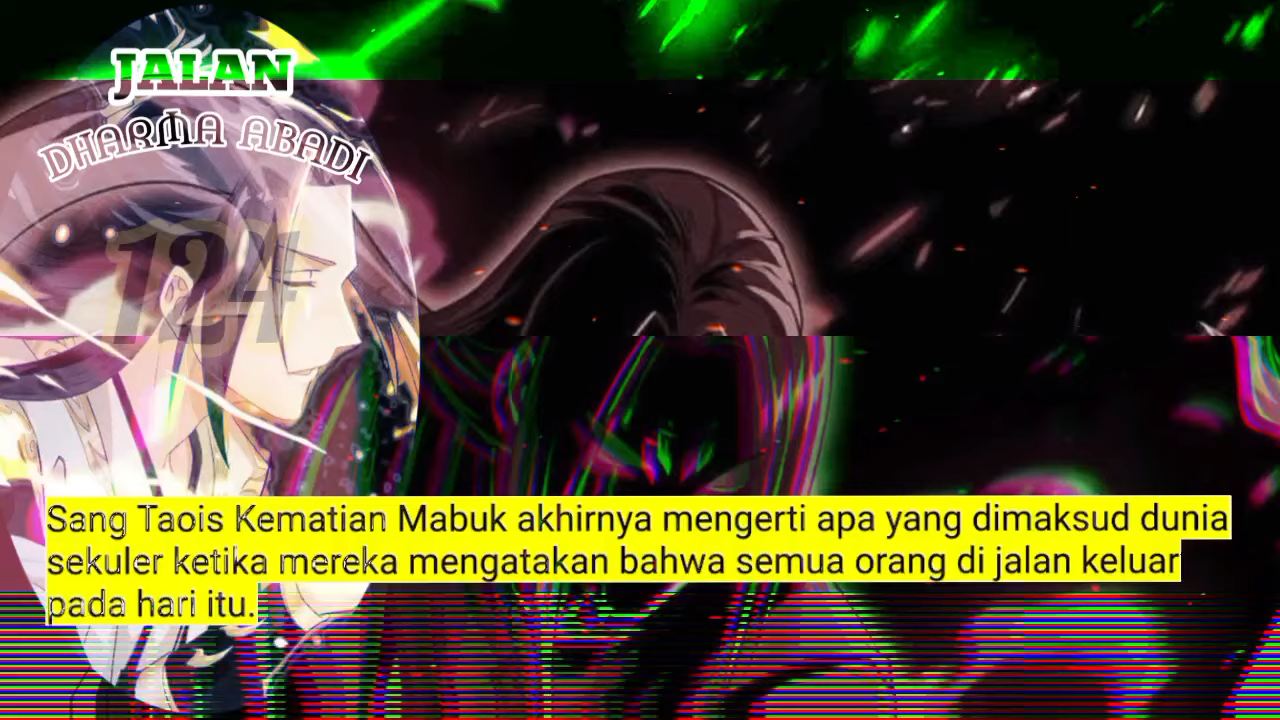 JALAN
DHARMA ABADI
124
Sang Taois Kematian Mabuk akhirnya mengerti apa yang dimaksud dunia
sekuler ketika mereka mengatakan bahwa semua orang di jalan keluar
pada hari itu.